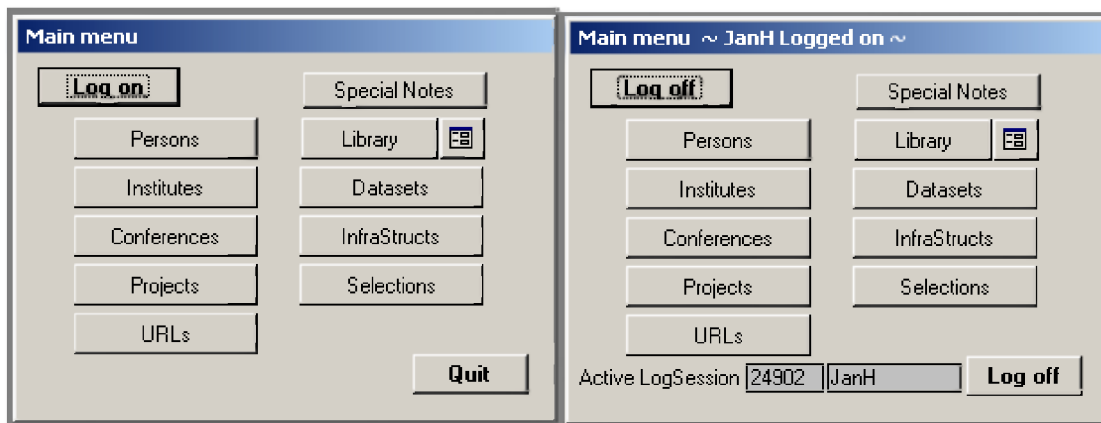 Main menu
Log on
Special Notes
Persons
Library
Institutes
Datasets
Conferences
InfraStructs
Projects
Selections
URLs
Quit
Main menu ~ JanH Logged on ~
Log off
Special Notes
Persons
Library
Institutes
Datasets
Conferences
InfraStructs
Projects
Selections
URLs
Active LogSession 24902 JanH Log off